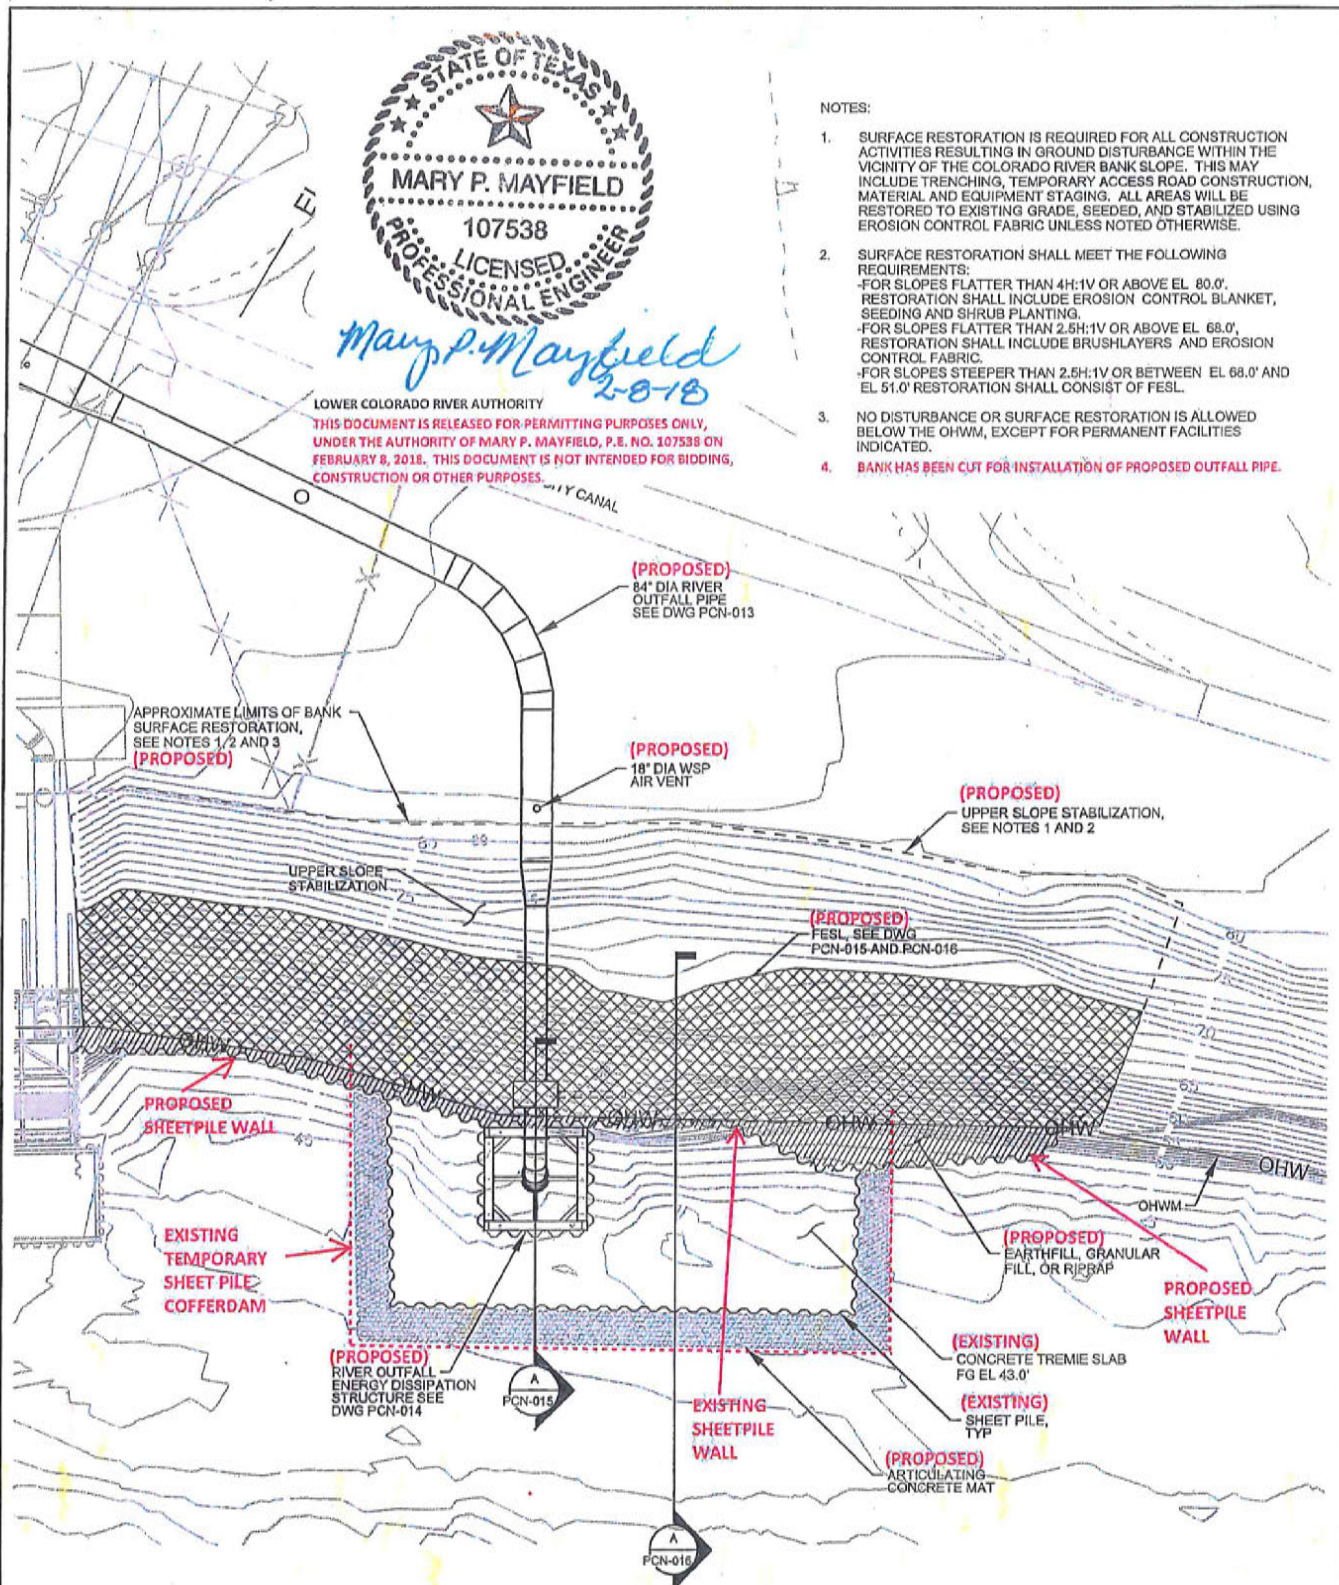 STATE OF TEXAS
MARY P. MAYFIELD
107538
LICENSED
PROFESSIONAL ENGINEER
Mary P. Mayfield
2-8-18
LOWER COLORADO RIVER AUTHORITY
THIS DOCUMENT IS RELEASED FOR PERMITTING PURPOSES ONLY,
UNDER THE AUTHORITY OF MARY P. MAYFIELD, P.E. NO. 107538 ON
FEBRUARY 8, 2018. THIS DOCUMENT IS NOT INTENDED FOR BIDDING,
CONSTRUCTION OR OTHER PURPOSES.
NOTES:
1. SURFACE RESTORATION IS REQUIRED FOR ALL CONSTRUCTION
ACTIVITIES RESULTING IN GROUND DISTURBANCE WITHIN THE
VICINITY OF THE COLORADO RIVER BANK SLOPE. THIS MAY
INCLUDE TRENCHING, TEMPORARY ACCESS ROAD CONSTRUCTION,
MATERIAL AND EQUIPMENT STAGING. ALL AREAS WILL BE
RESTORED TO EXISTING GRADE, SEEDED, AND STABILIZED USING
EROSION CONTROL FABRIC UNLESS NOTED OTHERWISE.
2. SURFACE RESTORATION SHALL MEET THE FOLLOWING
REQUIREMENTS:
-FOR SLOPES FLATTER THAN 4H:1V OR ABOVE EL 80.0'.
RESTORATION SHALL INCLUDE EROSION CONTROL BLANKET,
SEEDING AND SHRUB PLANTING.
-FOR SLOPES FLATTER THAN 2.5H:1V OR ABOVE EL 68.0',
RESTORATION SHALL INCLUDE BRUSHLAYERS AND EROSION
CONTROL FABRIC.
-FOR SLOPES STEEPER THAN 2.5H:1V OR BETWEEN EL 68.0' AND
EL 51.0' RESTORATION SHALL CONSIST OF FESL.
3. NO DISTURBANCE OR SURFACE RESTORATION IS ALLOWED
BELOW THE OHWM, EXCEPT FOR PERMANENT FACILITIES
INDICATED.
4. BANK HAS BEEN CUT FOR INSTALLATION OF PROPOSED OUTFALL PIPE.
CANAL
(PROPOSED)
84" DIA RIVER
OUTFALL PIPE
SEE DWG PCN-013
APPROXIMATE LIMITS OF BANK
SURFACE RESTORATION,
SEE NOTES 1, 2 AND 3
(PROPOSED)
(PROPOSED)
18" DIA WSP
AIR VENT
(PROPOSED)
UPPER SLOPE STABILIZATION,
SEE NOTES 1 AND 2
80
UPPER SLOPE
STABILIZATION
75
(PROPOSED)
FESL, SEE DWG
PCN-015 AND PCN-016
80
70
OHW
PROPOSED
SHEETPILE WALL
40
OHW
OHW
OHW
65
OHW
OHWM
EXISTING
TEMPORARY
SHEET PILE
COFFERDAM
(PROPOSED)
EARTHFILL, GRANULAR
FILL, OR RIPRAP
PROPOSED
SHEETPILE
WALL
(PROPOSED)
RIVER OUTFALL
ENERGY DISSIPATION
STRUCTURE SEE
DWG PCN-014
A
PCN-015
(EXISTING)
CONCRETE TREMIE SLAB
FG EL 43.0'
EXISTING
SHEETPILE
WALL
(EXISTING)
SHEET PILE,
TYP
(PROPOSED)
ARTICULATING
CONCRETE MAT
A
PCN-016